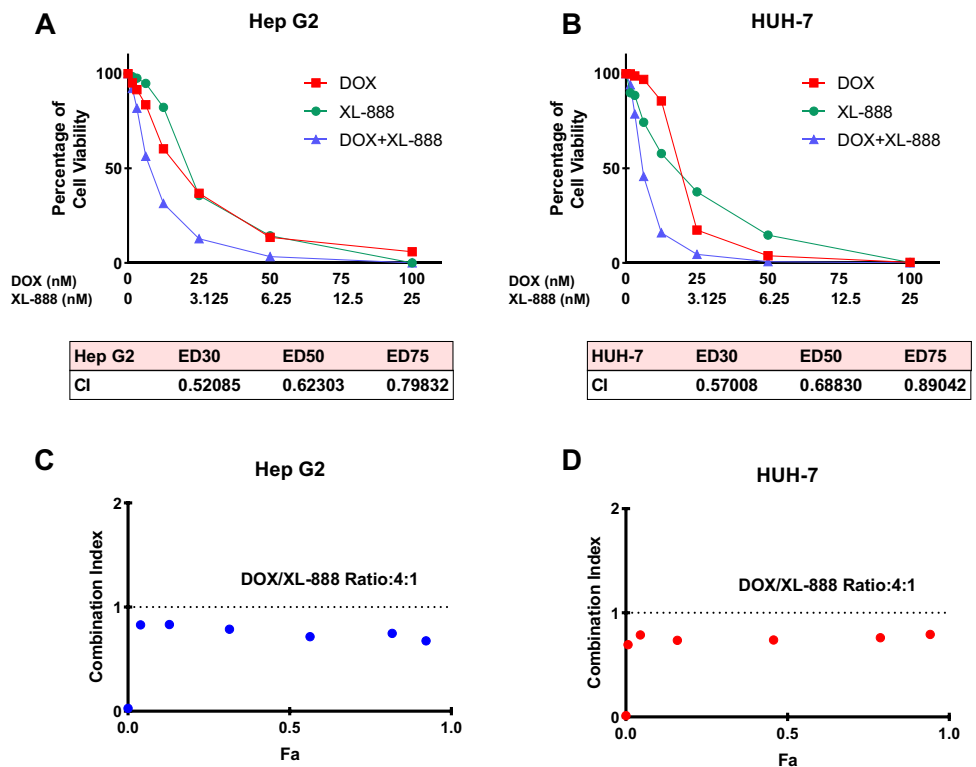 A
Hep G2
Percentage of
Cell Viability
100
50
0
DOX
XL-888
DOX+XL-888
DOX (nM) 0 25 50 75 100
XL-888 (nM) 0 3.125 6.25 12.5 25
Hep G2 ED30 ED50 ED75
CI 0.52085 0.62303 0.79832
B
HUH-7
Percentage of
Cell Viability
100
50
0
DOX
XL-888
DOX+XL-888
DOX (nM) 0 25 50 75 100
XL-888 (nM) 0 3.125 6.25 12.5 25
HUH-7 ED30 ED50 ED75
CI 0.57008 0.68830 0.89042
C
Hep G2
Combination Index
2
1
0
DOX/XL-888 Ratio:4:1
0.0 0.5 1.0
Fa
D
HUH-7
Combination Index
2
1
0
DOX/XL-888 Ratio:4:1
0.0 0.5 1.0
Fa